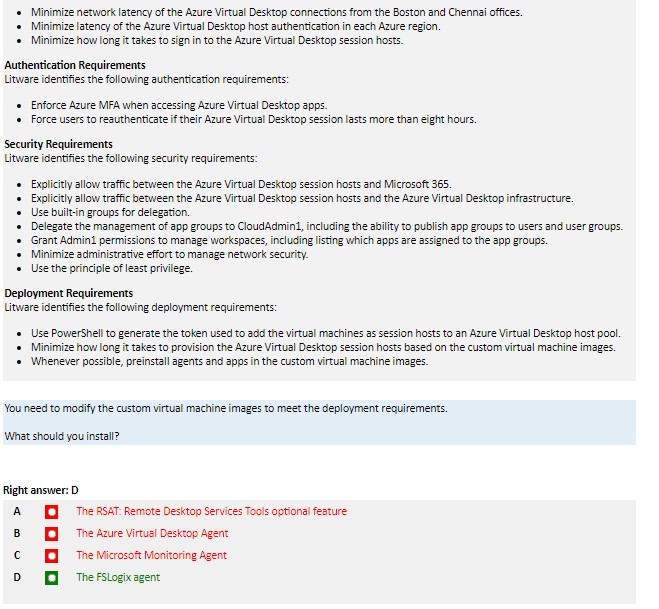 • Minimize network latency of the Azure Virtual Desktop connections from the Boston and Chennai offices.
• Minimize latency of the Azure Virtual Desktop host authentication in each Azure region.
• Minimize how long it takes to sign in to the Azure Virtual Desktop session hosts.
Authentication Requirements
Litware identifies the following authentication requirements:
• Enforce Azure MFA when accessing Azure Virtual Desktop apps.
• Force users to reauthenticate if their Azure Virtual Desktop session lasts more than eight hours.
Security Requirements
Litware identifies the following security requirements:
• Explicitly allow traffic between the Azure Virtual Desktop session hosts and Microsoft 365.
• Explicitly allow traffic between the Azure Virtual Desktop session hosts and the Azure Virtual Desktop infrastructure.
• Use built-in groups for delegation.
• Delegate the management of app groups to CloudAdmin1, including the ability to publish app groups to users and user groups.
• Grant Admin1 permissions to manage workspaces, including listing which apps are assigned to the app groups.
• Minimize administrative effort to manage network security.
• Use the principle of least privilege.
Deployment Requirements
Litware identifies the following deployment requirements:
• Use PowerShell to generate the token used to add the virtual machines as session hosts to an Azure Virtual Desktop host pool.
• Minimize how long it takes to provision the Azure Virtual Desktop session hosts based on the custom virtual machine images.
• Whenever possible, preinstall agents and apps in the custom virtual machine images.
You need to modify the custom virtual machine images to meet the deployment requirements.
What should you install?
Right answer: D
A The RSAT: Remote Desktop Services Tools optional feature
B The Azure Virtual Desktop Agent
C The Microsoft Monitoring Agent
D The FSLogix agent